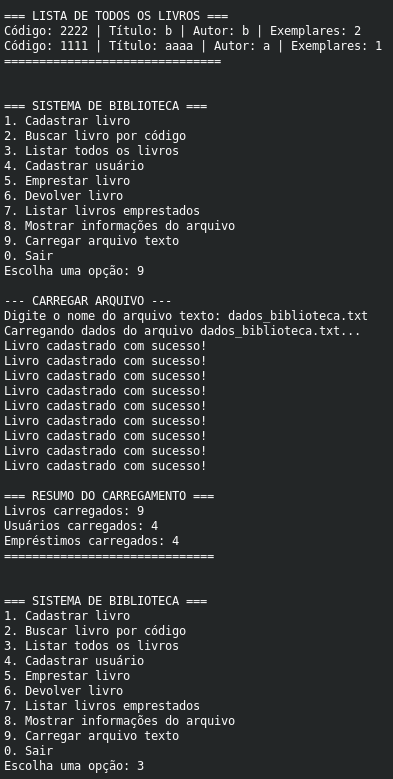 === LISTA DE TODOS OS LIVROS ===
Código: 2222 | Título: b | Autor: b | Exemplares: 2
Código: 1111 | Título: aaaa | Autor: a | Exemplares: 1
===============================
=== SISTEMA DE BIBLIOTECA ===
1. Cadastrar livro
2. Buscar livro por código
3. Listar todos os livros
4. Cadastrar usuário
5. Emprestar livro
6. Devolver livro
7. Listar livros emprestados
8. Mostrar informações do arquivo
9. Carregar arquivo texto
0. Sair
Escolha uma opção: 9
--- CARREGAR ARQUIVO ---
Digite o nome do arquivo texto: dados_biblioteca.txt
Carregando dados do arquivo dados_biblioteca.txt...
Livro cadastrado com sucesso!
Livro cadastrado com sucesso!
Livro cadastrado com sucesso!
Livro cadastrado com sucesso!
Livro cadastrado com sucesso!
Livro cadastrado com sucesso!
Livro cadastrado com sucesso!
Livro cadastrado com sucesso!
Livro cadastrado com sucesso!
=== RESUMO DO CARREGAMENTO ===
Livros carregados: 9
Usuários carregados: 4
Empréstimos carregados: 4
==============================
=== SISTEMA DE BIBLIOTECA ===
1. Cadastrar livro
2. Buscar livro por código
3. Listar todos os livros
4. Cadastrar usuário
5. Emprestar livro
6. Devolver livro
7. Listar livros emprestados
8. Mostrar informações do arquivo
9. Carregar arquivo texto
0. Sair
Escolha uma opção: 3